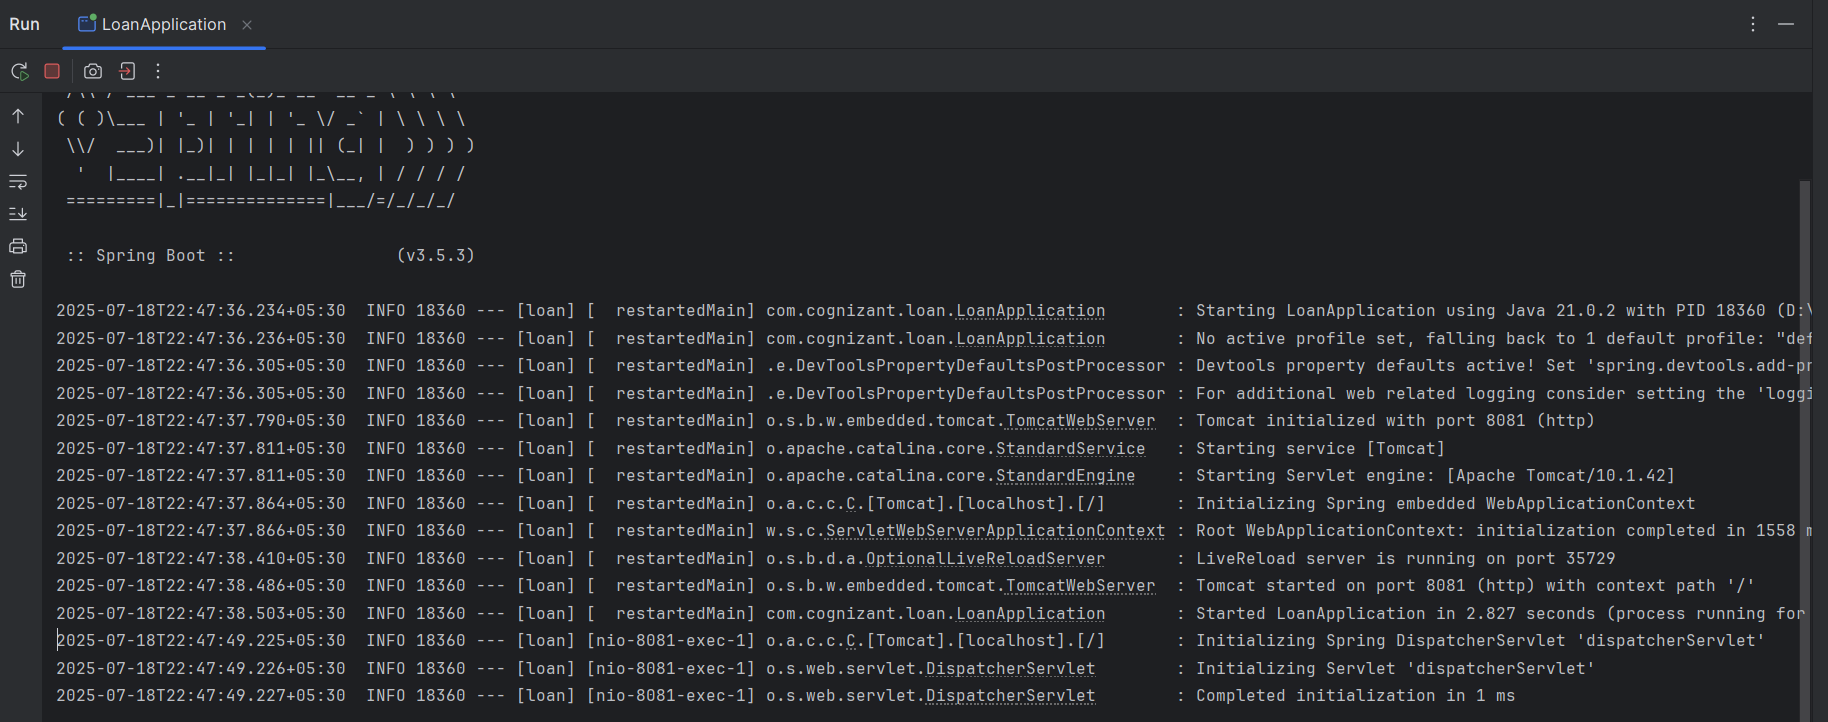 Run LoanApplication
( ( )\___ | '_ | '_| | '_ \/ _` | \ \ \ \
 \\/  ___)| |_)| | | | | || (_| |  ) ) ) )
  '  |____| .__|_| |_|_| |_\__, | / / / /
 =========|_|==============|___/=/_/_/_/
 :: Spring Boot ::                (v3.5.3)
2025-07-18T22:47:36.234+05:30  INFO 18360 --- [loan] [  restartedMain] com.cognizant.loan.LoanApplication       : Starting LoanApplication using Java 21.0.2 with PID 18360 (D:\
2025-07-18T22:47:36.236+05:30  INFO 18360 --- [loan] [  restartedMain] com.cognizant.loan.LoanApplication       : No active profile set, falling back to 1 default profile: "def
2025-07-18T22:47:36.305+05:30  INFO 18360 --- [loan] [  restartedMain] .e.DevToolsPropertyDefaultsPostProcessor : Devtools property defaults active! Set 'spring.devtools.add-pr
2025-07-18T22:47:36.305+05:30  INFO 18360 --- [loan] [  restartedMain] .e.DevToolsPropertyDefaultsPostProcessor : For additional web related logging consider setting the 'loggi
2025-07-18T22:47:37.790+05:30  INFO 18360 --- [loan] [  restartedMain] o.s.b.w.embedded.tomcat.TomcatWebServer  : Tomcat initialized with port 8081 (http)
2025-07-18T22:47:37.811+05:30  INFO 18360 --- [loan] [  restartedMain] o.apache.catalina.core.StandardService   : Starting service [Tomcat]
2025-07-18T22:47:37.811+05:30  INFO 18360 --- [loan] [  restartedMain] o.apache.catalina.core.StandardEngine    : Starting Servlet engine: [Apache Tomcat/10.1.42]
2025-07-18T22:47:37.864+05:30  INFO 18360 --- [loan] [  restartedMain] o.a.c.c.C.[Tomcat].[localhost].[/]       : Initializing Spring embedded WebApplicationContext
2025-07-18T22:47:37.866+05:30  INFO 18360 --- [loan] [  restartedMain] w.s.c.ServletWebServerApplicationContext : Root WebApplicationContext: initialization completed in 1558 m
2025-07-18T22:47:38.410+05:30  INFO 18360 --- [loan] [  restartedMain] o.s.b.d.a.OptionalLiveReloadServer       : LiveReload server is running on port 35729
2025-07-18T22:47:38.486+05:30  INFO 18360 --- [loan] [  restartedMain] o.s.b.w.embedded.tomcat.TomcatWebServer  : Tomcat started on port 8081 (http) with context path '/'
2025-07-18T22:47:38.503+05:30  INFO 18360 --- [loan] [  restartedMain] com.cognizant.loan.LoanApplication       : Started LoanApplication in 2.827 seconds (process running for
2025-07-18T22:47:49.225+05:30  INFO 18360 --- [loan] [nio-8081-exec-1] o.a.c.c.C.[Tomcat].[localhost].[/]       : Initializing Spring DispatcherServlet 'dispatcherServlet'
2025-07-18T22:47:49.226+05:30  INFO 18360 --- [loan] [nio-8081-exec-1] o.s.web.servlet.DispatcherServlet        : Initializing Servlet 'dispatcherServlet'
2025-07-18T22:47:49.227+05:30  INFO 18360 --- [loan] [nio-8081-exec-1] o.s.web.servlet.DispatcherServlet        : Completed initialization in 1 ms